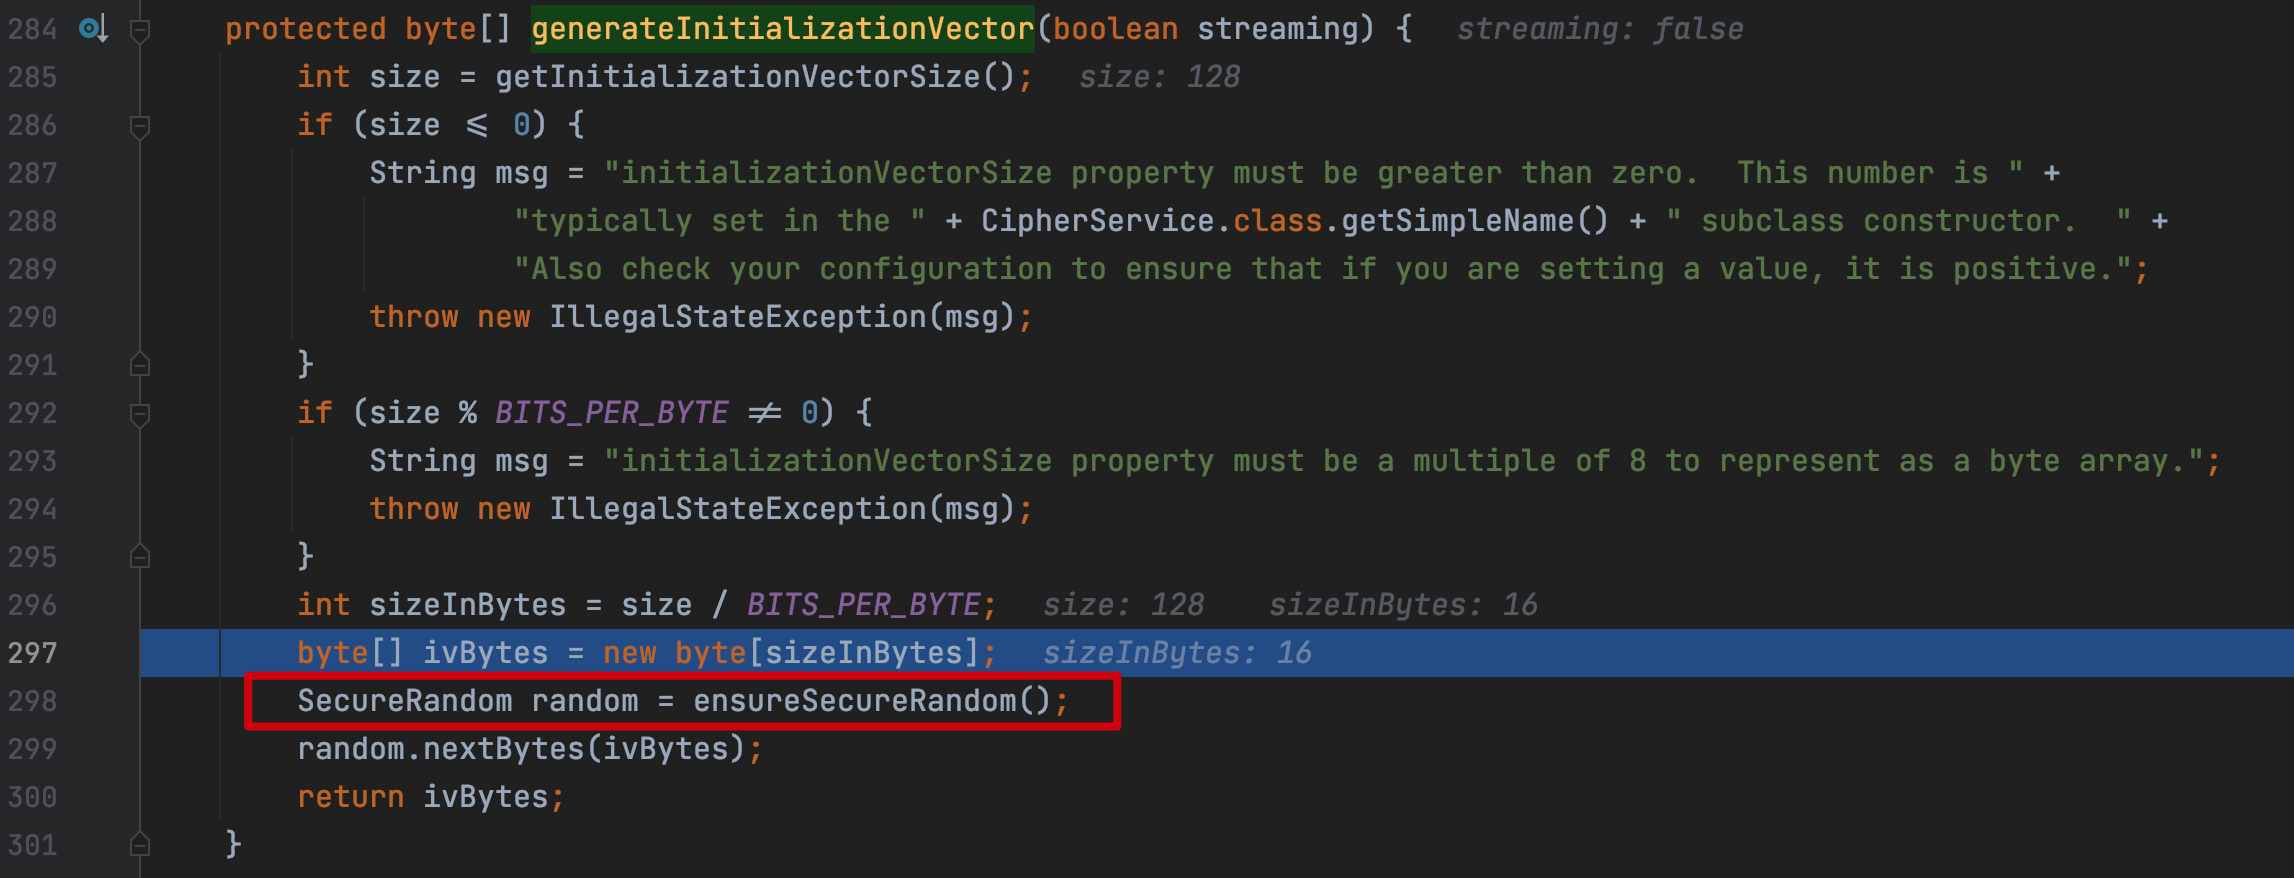 284 protected byte[] generateInitializationVector(boolean streaming) { streaming: false
285 int size = getInitializationVectorSize(); size: 128
286 if (size <= 0) {
287 String msg = "initializationVectorSize property must be greater than zero.  This number is " +
288 "typically set in the " + CipherService.class.getSimpleName() + " subclass constructor.  " +
289 "Also check your configuration to ensure that if you are setting a value, it is positive.";
290 throw new IllegalStateException(msg);
291 }
292 if (size % BITS_PER_BYTE != 0) {
293 String msg = "initializationVectorSize property must be a multiple of 8 to represent as a byte array.";
294 throw new IllegalStateException(msg);
295 }
296 int sizeInBytes = size / BITS_PER_BYTE; size: 128 sizeInBytes: 16
297 byte[] ivBytes = new byte[sizeInBytes]; sizeInBytes: 16
298 SecureRandom random = ensureSecureRandom();
299 random.nextBytes(ivBytes);
300 return ivBytes;
301 }